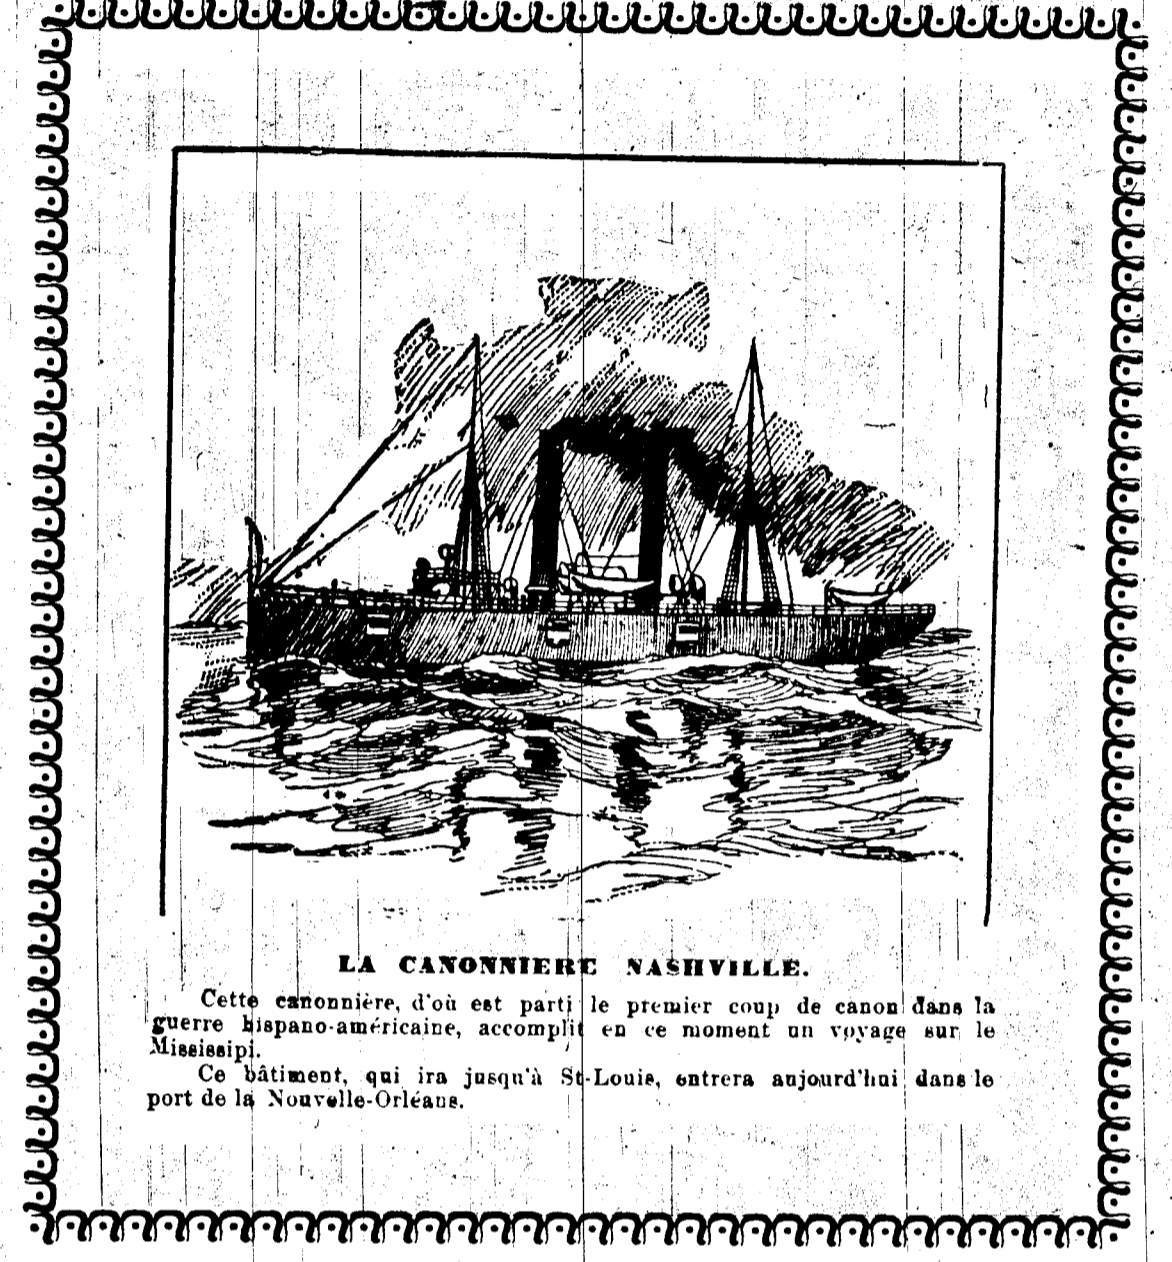 LA CANONNIERE NASHVILLE.
Cette canonnière, d'où est parti le premier coup de canon dans la
guerre hispano-américaine, accomplit en ce moment un voyage sur le
Mississipi.
Ce bâtiment, qui ira jusqu'à St-Louis, entrera aujourd'hui dans le
port de la Nouvelle-Orléans.